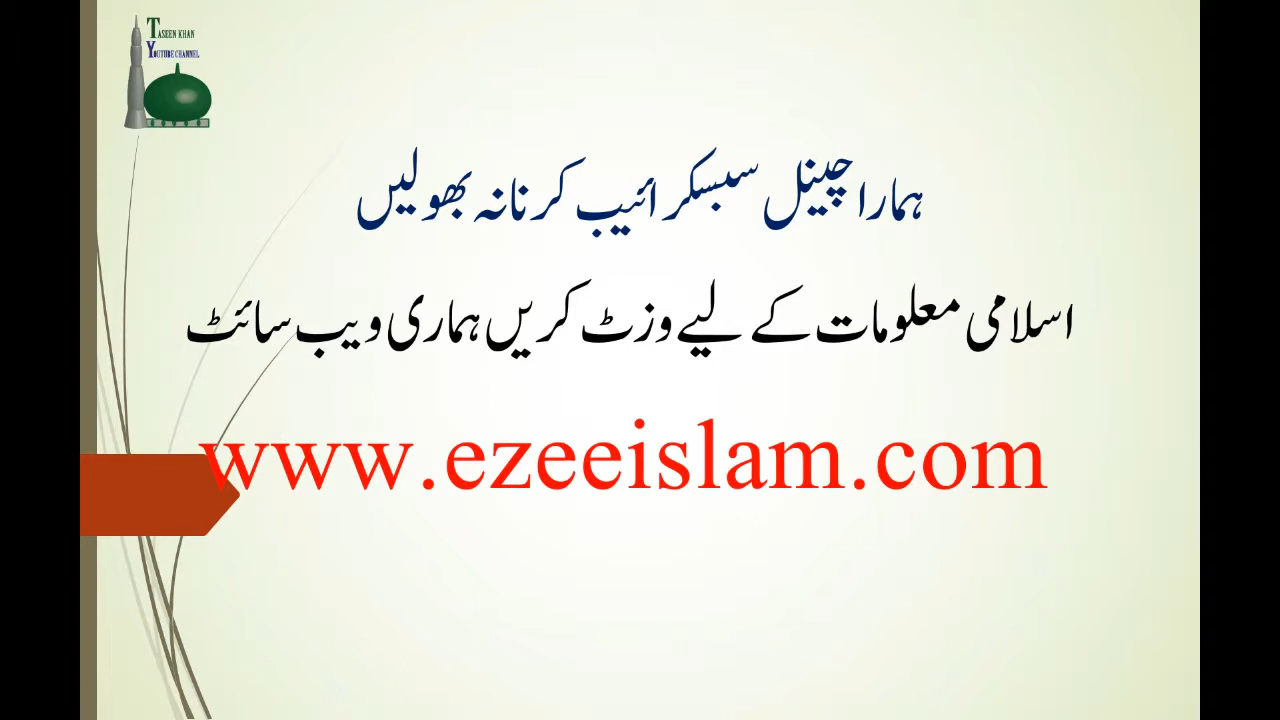 TASEEN KHAN
YOUTUBE CHANNEL
ہمارا چینل سبسکرائیب کرنا نہ بھولیں
اسلامی معلومات کے لیے وزٹ کریں ہماری ویب سائٹ
www.ezeeislam.com